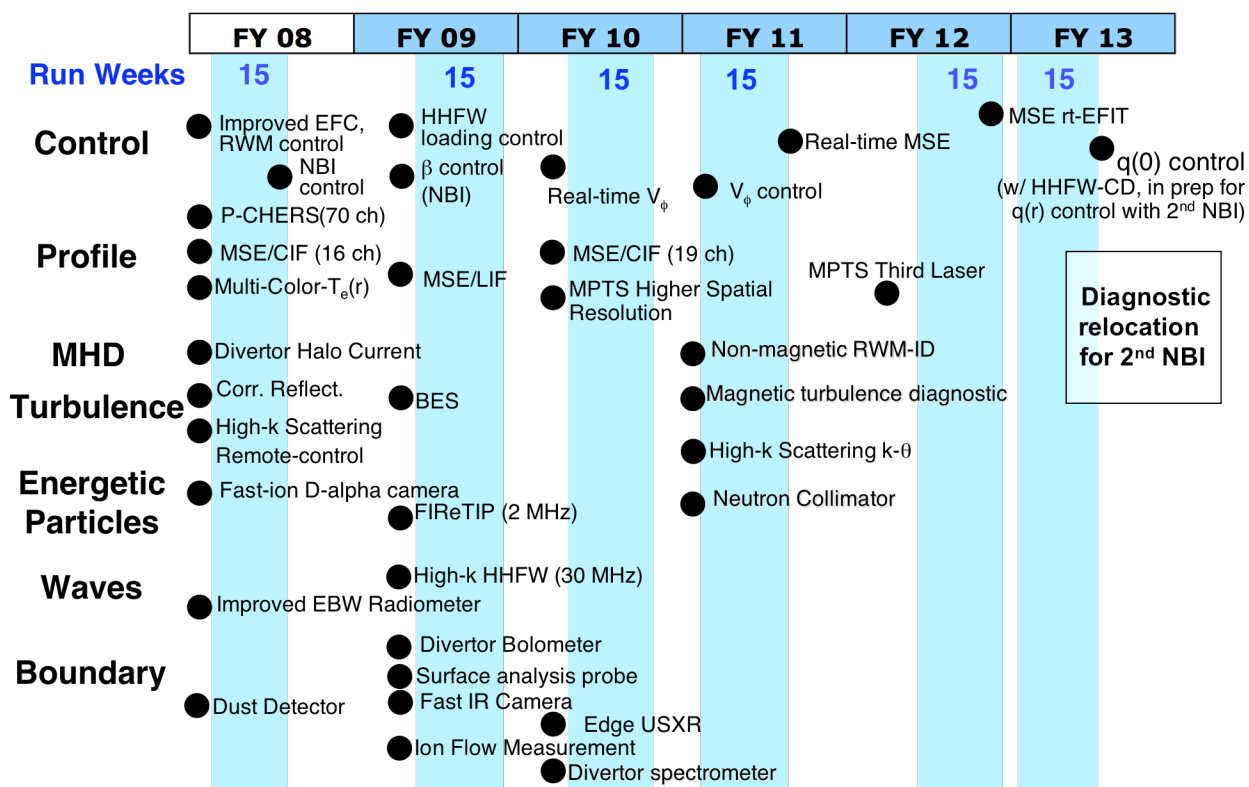 FY 08 FY 09 FY 10 FY 11 FY 12 FY 13
Run Weeks 15 15 15 15 15 15
Control
Improved EFC,
RWM control
NBI
control
HHFW
loading control
β control
(NBI)
Real-time Vϕ
Vϕ control
Real-time MSE
MSE rt-EFIT
q(0) control
(w/ HHFW-CD, in prep for
q(r) control with 2nd NBI)
Profile
P-CHERS(70 ch)
MSE/CIF (16 ch)
Multi-Color-Te(r)
MSE/LIF
MSE/CIF (19 ch)
MPTS Higher Spatial
Resolution
MPTS Third Laser
Diagnostic
relocation
for 2nd NBI
MHD
Divertor Halo Current
Non-magnetic RWM-ID
Turbulence
Corr. Reflect.
High-k Scattering
Remote-control
BES
Magnetic turbulence diagnostic
High-k Scattering k-θ
Energetic
Particles
Fast-ion D-alpha camera
FIReTIP (2 MHz)
Neutron Collimator
Waves
High-k HHFW (30 MHz)
Improved EBW Radiometer
Boundary
Divertor Bolometer
Surface analysis probe
Fast IR Camera
Dust Detector
Edge USXR
Ion Flow Measurement
Divertor spectrometer